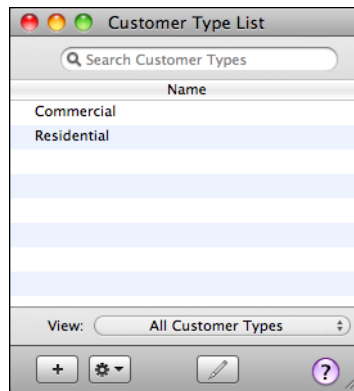 Customer Type List
Search Customer Types
Name
Commercial
Residential
View: All Customer Types
+ ?